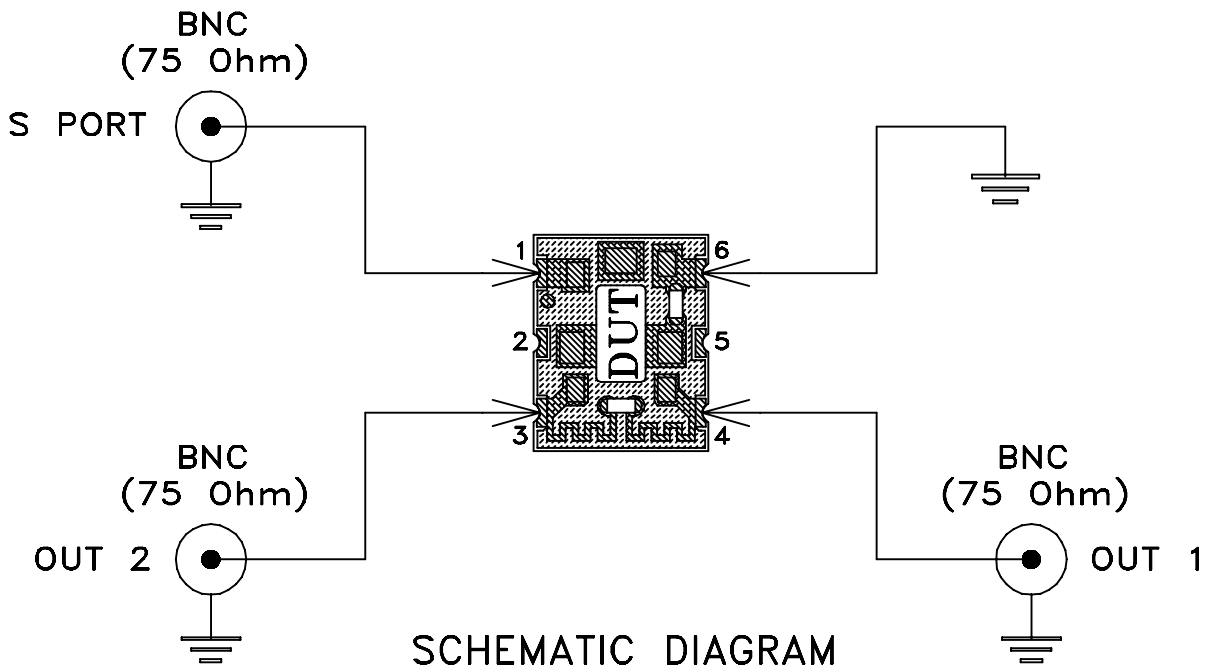 BNC
(75 Ohm)
S PORT
1
6
DUT
2
5
3
4
BNC
(75 Ohm)
BNC
(75 Ohm)
OUT 2
OUT 1
SCHEMATIC DIAGRAM